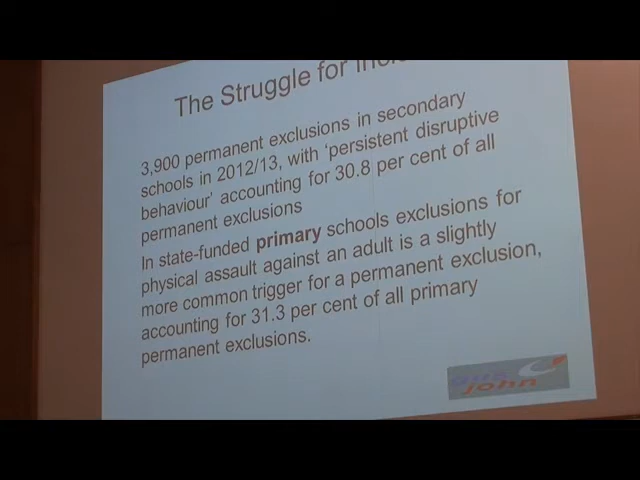 The Struggle for
3,900 permanent exclusions in secondary
schools in 2012/13, with 'persistent disruptive
behaviour' accounting for 30.8 per cent of all
permanent exclusions
In state-funded primary schools exclusions for
physical assault against an adult is a slightly
more common trigger for a permanent exclusion,
accounting for 31.3 per cent of all primary
permanent exclusions.
john